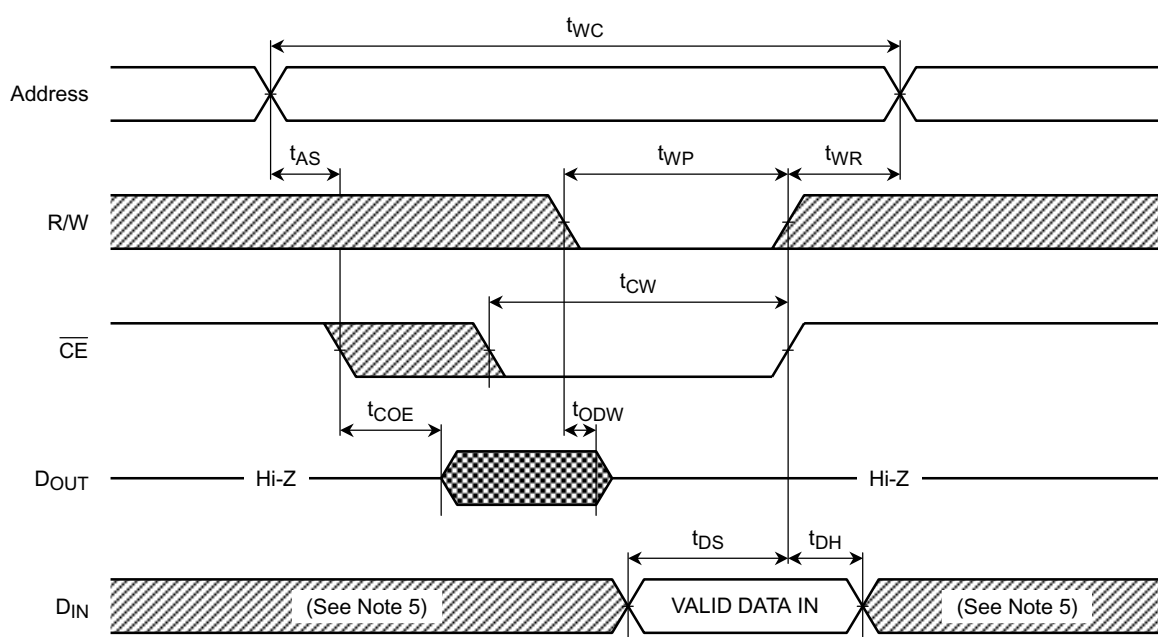 tWC
Address
tAS
tWP
tWR
R/W
tCW
CE
tCOE
tODW
DOUT
Hi-Z
Hi-Z
tDS
tDH
DIN
(See Note 5)
VALID DATA IN
(See Note 5)